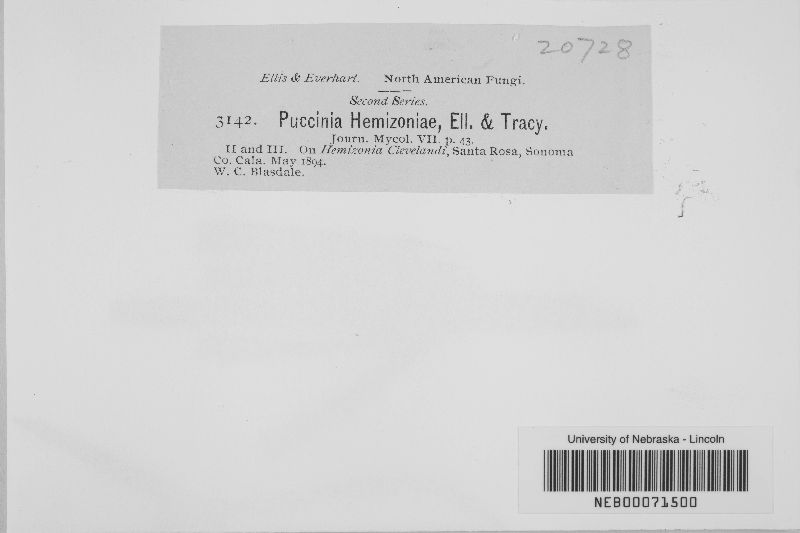 20728
Ellis & Everhart. North American Fungi.
Second Series.
3142. Puccinia Hemizoniae, Ell. & Tracy.
Journ. Mycol. VII. p. 43.
II and III. On Hemizonia Clevelandi, Santa Rosa, Sonoma
Co. Cala. May 1894.
W. C. Blasdale.
University of Nebraska - Lincoln
NEB00071500